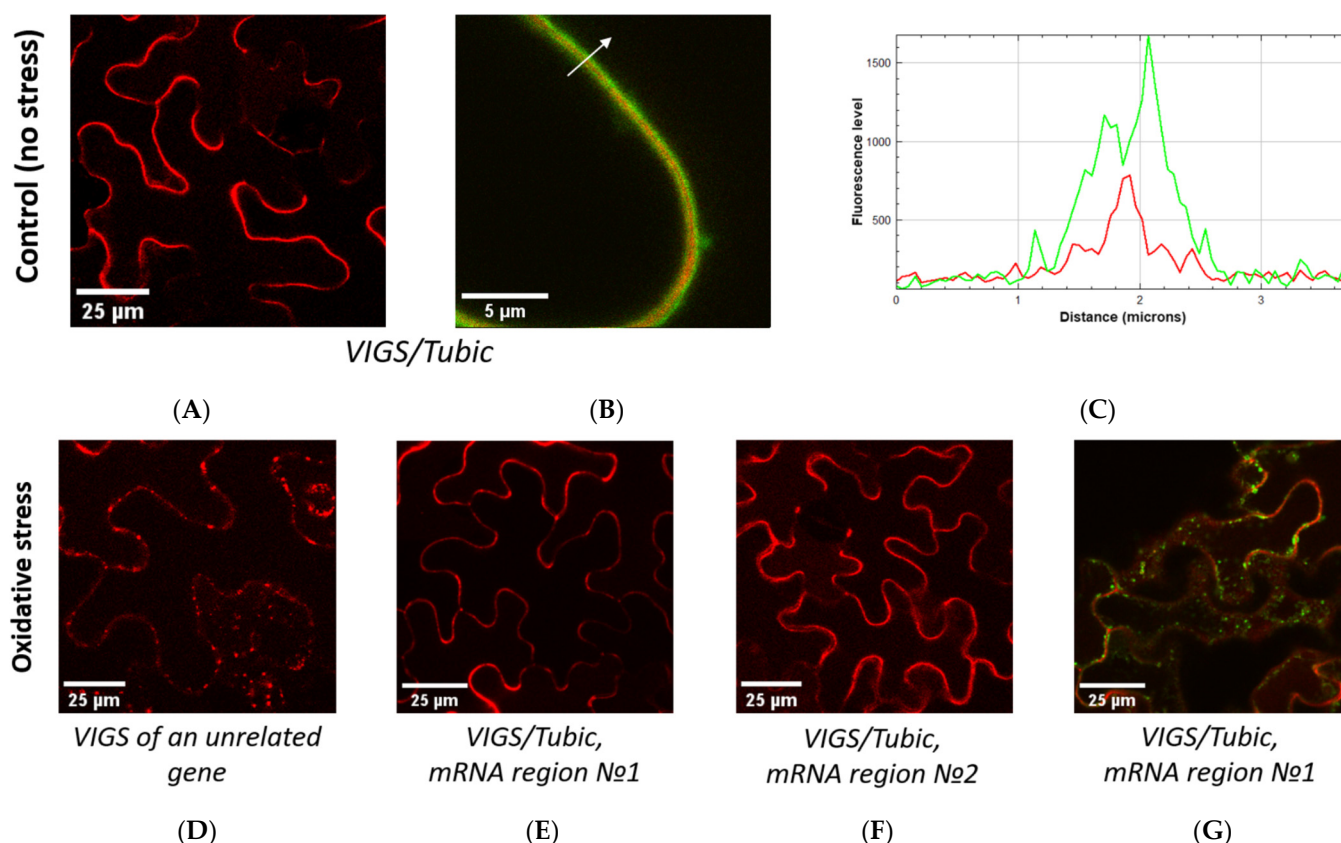 Control (no stress)
25 µm
5 µm
VIGS/Tubic
Fluorescence level
1500
1000
500
0
1
2
3
Distance (microns)
(A)
(B)
(C)
Oxidative stress
25 µm
25 µm
25 µm
25 µm
VIGS of an unrelated
gene
VIGS/Tubic,
mRNA region №1
VIGS/Tubic,
mRNA region №2
VIGS/Tubic,
mRNA region №1
(D)
(E)
(F)
(G)